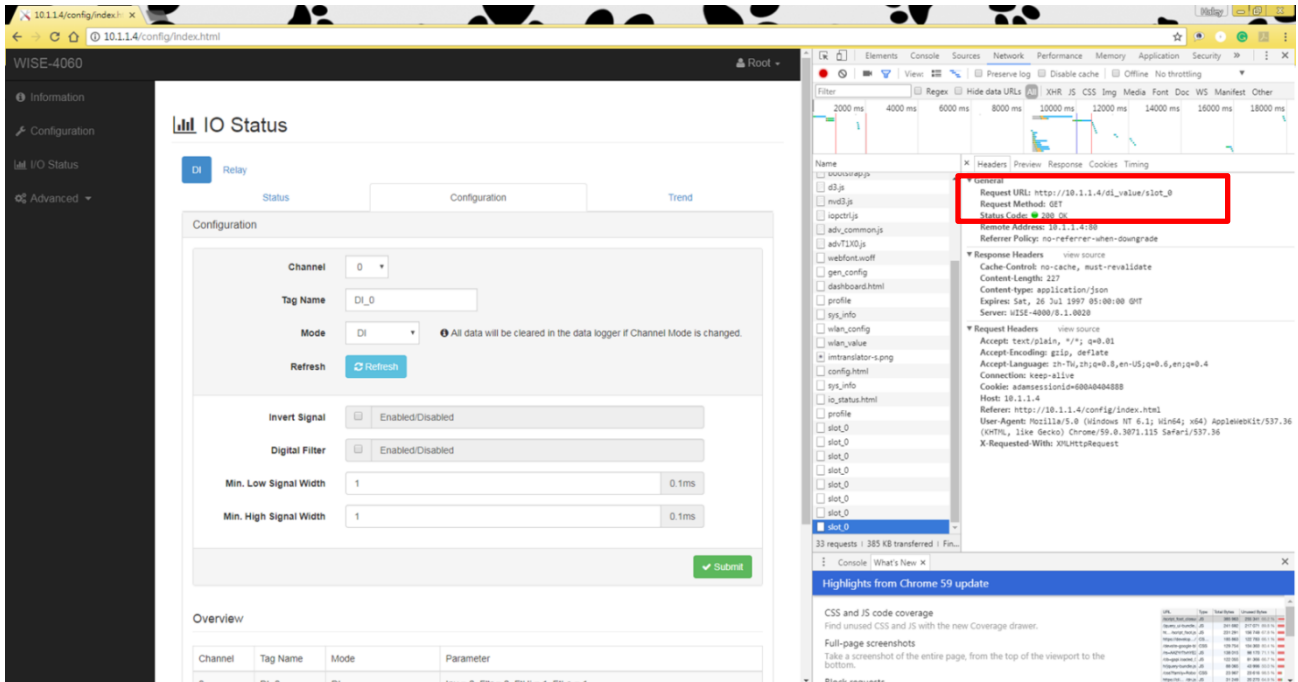 10.1.1.4/config/index.h
10.1.1.4/config/index.html
WISE-4060
Root
Information
Configuration
I/O Status
Advanced
IO Status
DI
Relay
Status
Configuration
Trend
Configuration
Channel
0
Tag Name
DI_0
Mode
DI
All data will be cleared in the data logger if Channel Mode is changed.
Refresh
Refresh
Invert Signal
Enabled/Disabled
Digital Filter
Enabled/Disabled
Min. Low Signal Width
1
0.1ms
Min. High Signal Width
1
0.1ms
Submit
Overview
Channel Tag Name Mode Parameter
Elements Console Sources Network Performance Memory Application Security »
View: Preserve log Disable cache Offline No throttling
Filter Regex Hide data URLs All XHR JS CSS Img Media Font Doc WS Manifest Other
2000 ms 4000 ms 6000 ms 8000 ms 10000 ms 12000 ms 14000 ms 16000 ms 18000 ms
Name
bootstrap.js
d3.js
nvd3.js
iopctrl.js
adv_common.js
advT1X0.js
webfont.woff
gen_config
dashboard.html
profile
sys_info
wlan_config
wlan_value
imtranslator-s.png
config.html
sys_info
io_status.html
profile
slot_0
slot_0
slot_0
slot_0
slot_0
slot_0
slot_0
slot_0
33 requests | 385 KB transferred | Fin...
× Headers Preview Response Cookies Timing
General
Request URL: http://10.1.1.4/di_value/slot_0
Request Method: GET
Status Code: 200 OK
Remote Address: 10.1.1.4:80
Referrer Policy: no-referrer-when-downgrade
Response Headers view source
Cache-Control: no-cache, must-revalidate
Content-Length: 227
Content-type: application/json
Expires: Sat, 26 Jul 1997 05:00:00 GMT
Server: WISE-4000/8.1.0020
Request Headers view source
Accept: text/plain, */*; q=0.01
Accept-Encoding: gzip, deflate
Accept-Language: zh-TW,zh;q=0.8,en-US;q=0.6,en;q=0.4
Connection: keep-alive
Cookie: adamsessionid=600A040488B
Host: 10.1.1.4
Referer: http://10.1.1.4/config/index.html
User-Agent: Mozilla/5.0 (Windows NT 6.1; Win64; x64) AppleWebKit/537.36
(KHTML, like Gecko) Chrome/59.0.3071.115 Safari/537.36
X-Requested-With: XMLHttpRequest
Console What's New ×
Highlights from Chrome 59 update
CSS and JS code coverage
Find unused CSS and JS with the new Coverage drawer.
Full-page screenshots
Take a screenshot of the entire page, from the top of the viewport to the
bottom.
Block requests